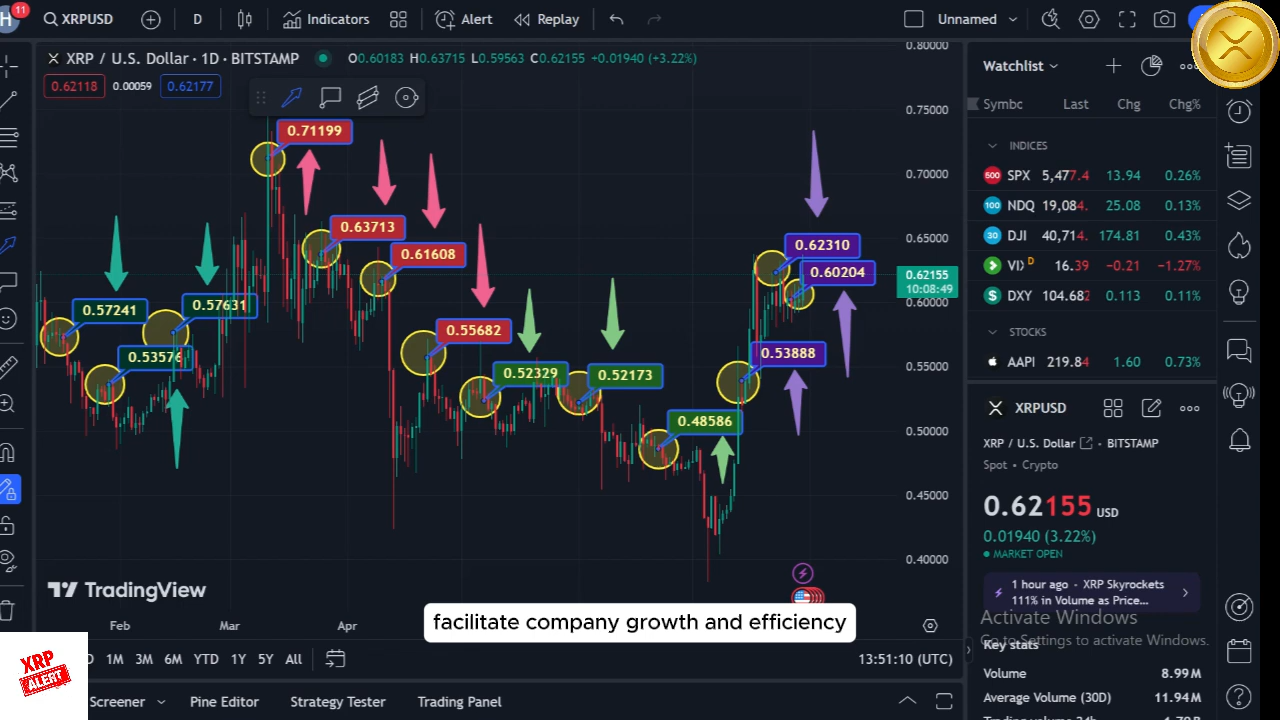 11
XRPUSD
D
Indicators
Alert
Replay
Unnamed
XRP / U.S. Dollar · 1D · BITSTAMP
O0.60183 H0.63715 L0.59563 C0.62155 +0.01940 (+3.22%)
0.62118
0.00059
0.62177
0.80000
0.75000
0.70000
0.65000
0.62155
10:08:49
0.60000
0.55000
0.50000
0.45000
0.40000
0.71199
0.63713
0.61608
0.57241
0.57631
0.53576
0.55682
0.52329
0.52173
0.48586
0.62310
0.60204
0.53888
TradingView
Feb
Mar
Apr
facilitate company growth and efficiency
D 1M 3M 6M YTD 1Y 5Y All
13:51:10 (UTC)
Screener
Pine Editor
Strategy Tester
Trading Panel
XRP
ALERT
Watchlist
Symbc Last Chg Chg%
INDICES
500 SPX 5,477.4 13.94 0.26%
100 NDQ 19,084. 25.08 0.13%
30 DJI 40,714. 174.81 0.43%
D 16.39 −0.21 −1.27%
$ DXY 104.682 0.113 0.11%
STOCKS
AAPI 219.84 1.60 0.73%
XRPUSD
XRP / U.S. Dollar · BITSTAMP
Spot • Crypto
0.62155 USD
0.01940 (3.22%)
MARKET OPEN
1 hour ago · XRP Skyrockets
111% in Volume as Price...
Activate Windows
Go to Settings to activate Windows.
Key stats
Volume 8.99M
Average Volume (30D) 11.94M